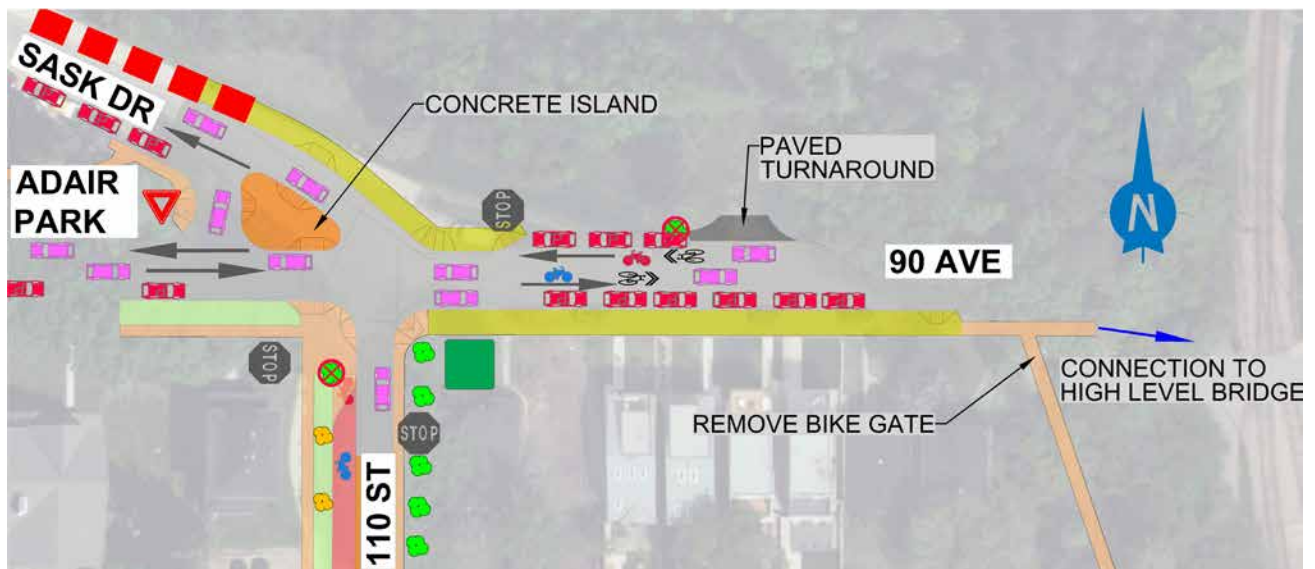 SASK DR
CONCRETE ISLAND
PAVED
TURNAROUND
ADAIR
PARK
STOP
90 AVE
N
STOP
STOP
110 ST
CONNECTION TO
HIGH LEVEL BRIDGE
REMOVE BIKE GATE